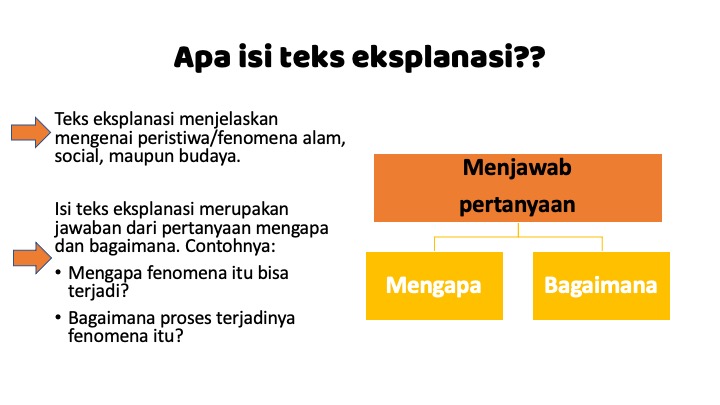 Apa isi teks eksplanasi??
Teks eksplanasi menjelaskan
mengenai peristiwa/fenomena alam,
social, maupun budaya.
Isi teks eksplanasi merupakan
jawaban dari pertanyaan mengapa
dan bagaimana. Contohnya:
• Mengapa fenomena itu bisa
terjadi?
• Bagaimana proses terjadinya
fenomena itu?
Menjawab
pertanyaan
Mengapa
Bagaimana